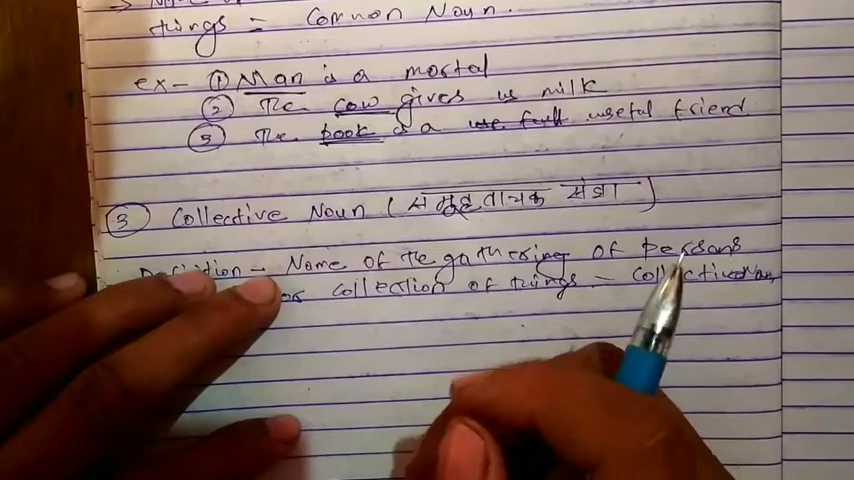 things = Common Noun.
ex- ① Man is a mortal
② The cow gives us milk
③ The book is a useful friend
③ Collective Noun (समूहवाचक संज्ञा)
Definition → Name of the gathering of persons
or collection of things = Collective Noun,